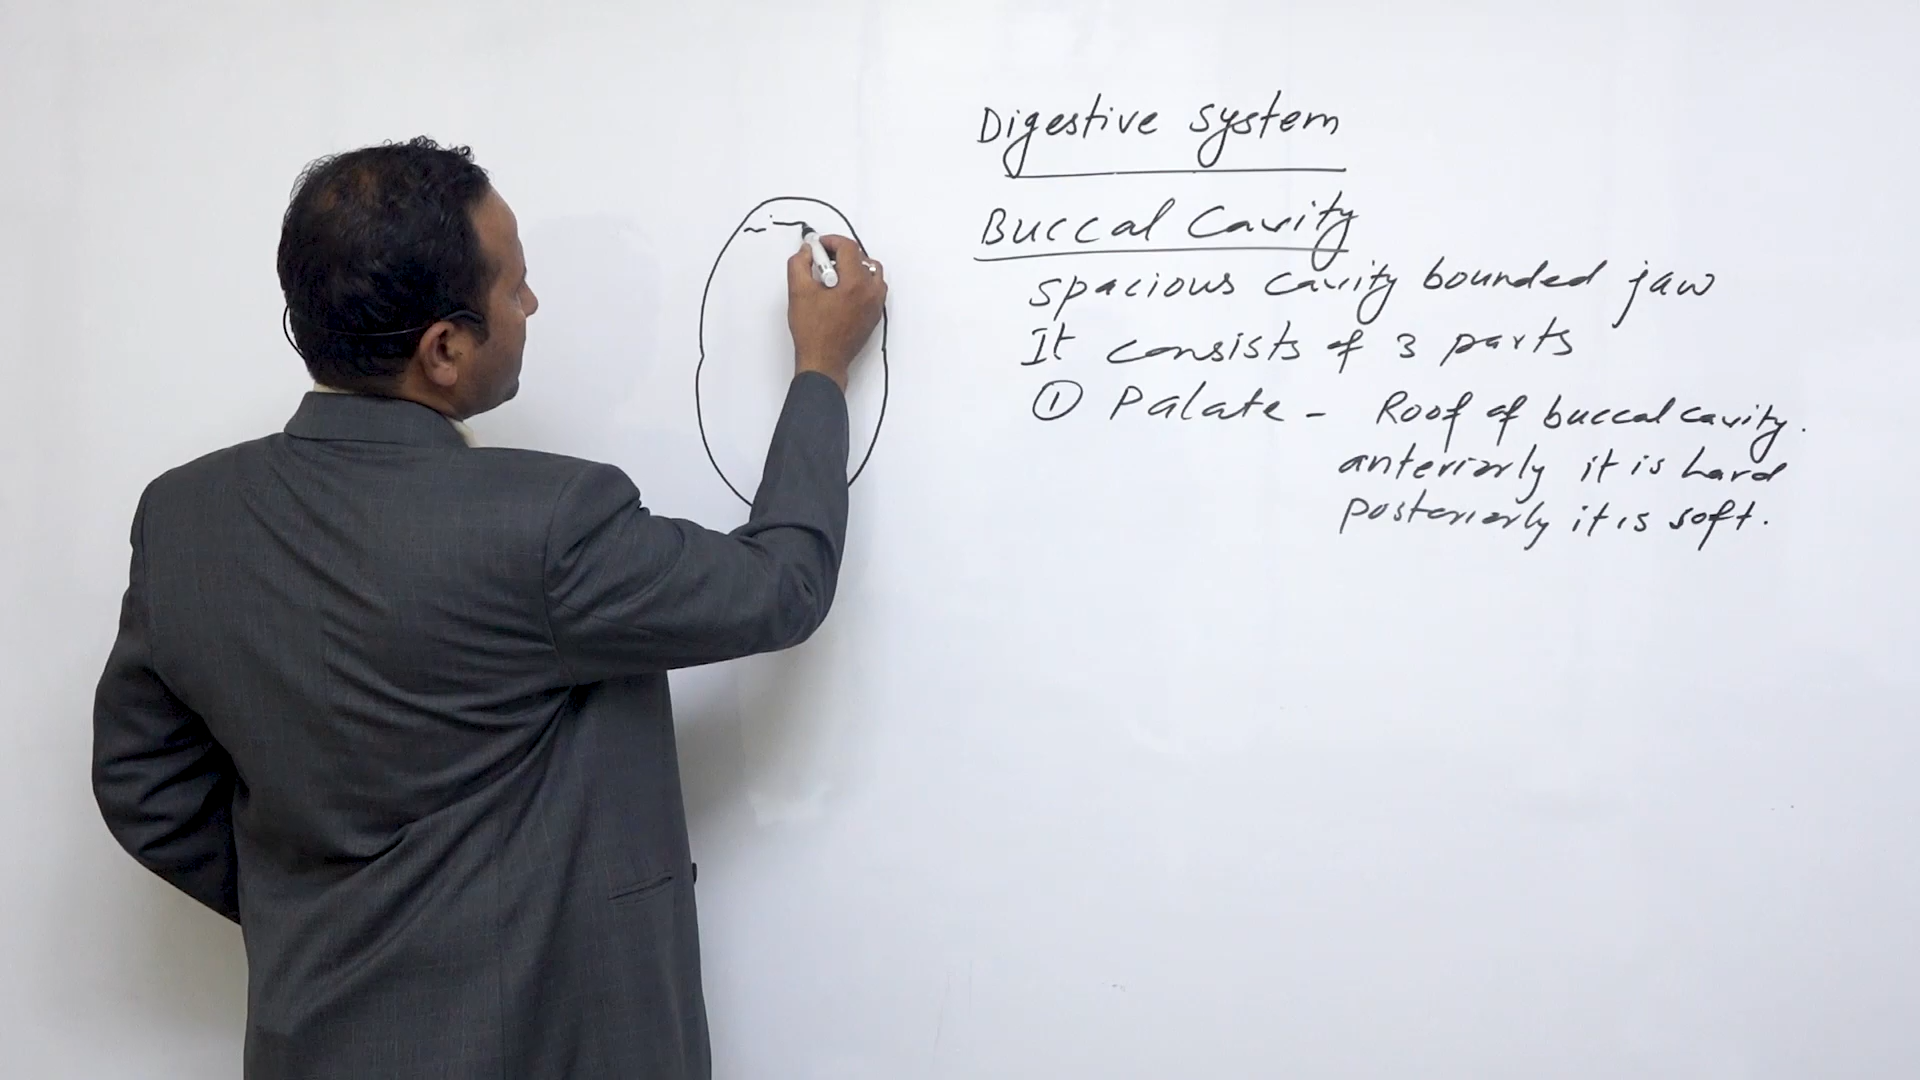 Digestive System
Buccal Cavity
spacious cavity bounded jaw
It consists of 3 parts
① Palate - Roof of buccal cavity.
anteriorly it is hard
posteriorly it is soft.